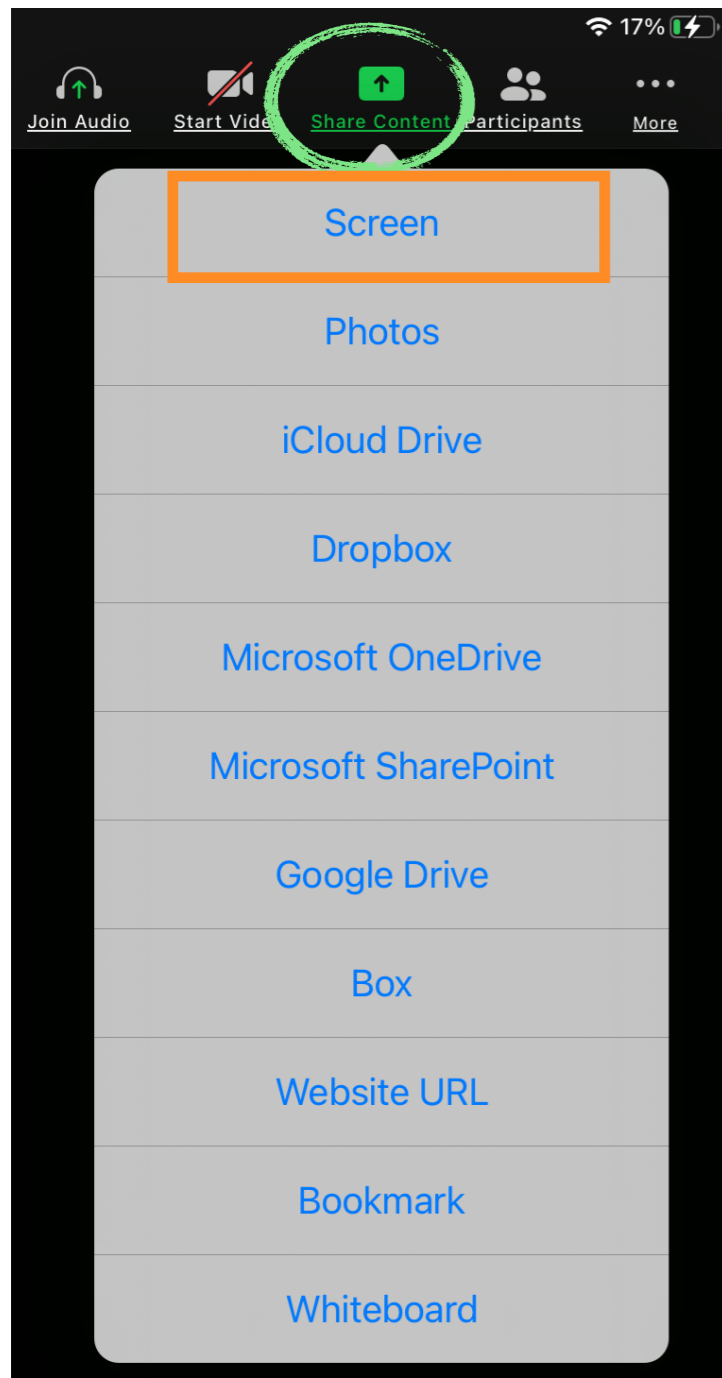 17%
Join Audio Start Video Share Content Participants More
Screen
Photos
iCloud Drive
Dropbox
Microsoft OneDrive
Microsoft SharePoint
Google Drive
Box
Website URL
Bookmark
Whiteboard